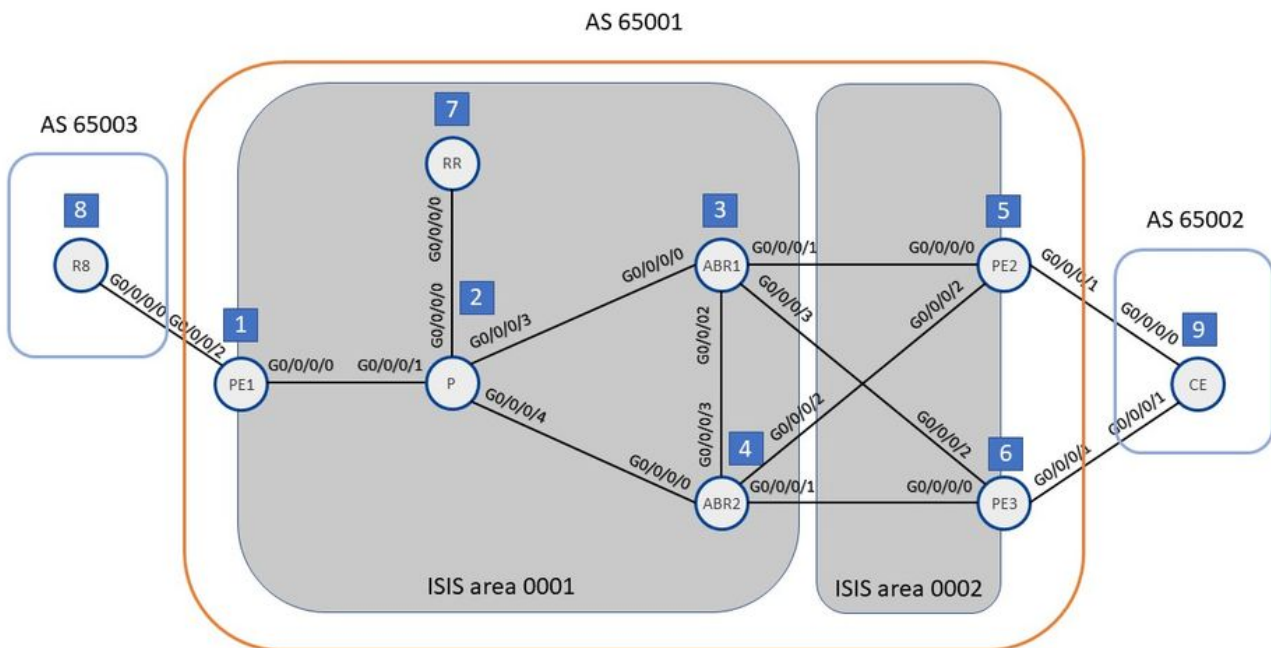 AS 65001
AS 65003
7
RR
8
R8
G0/0/0/0
G0/0/0/2
1
PE1
G0/0/0/0
G0/0/0/1
G0/0/0/0
G0/0/0/0
2
P
G0/0/0/3
G0/0/0/4
G0/0/0/0
G0/0/0/0
3
ABR1
G0/0/0/1
G0/0/0/3
G0/0/02
G0/0/0/3
4
ABR2
G0/0/0/2
G0/0/0/1
5
PE2
G0/0/0/0
G0/0/0/2
G0/0/0/1
6
PE3
G0/0/0/2
G0/0/0/0
G0/0/0/1
AS 65002
9
CE
G0/0/0/0
G0/0/0/1
ISIS area 0001
ISIS area 0002